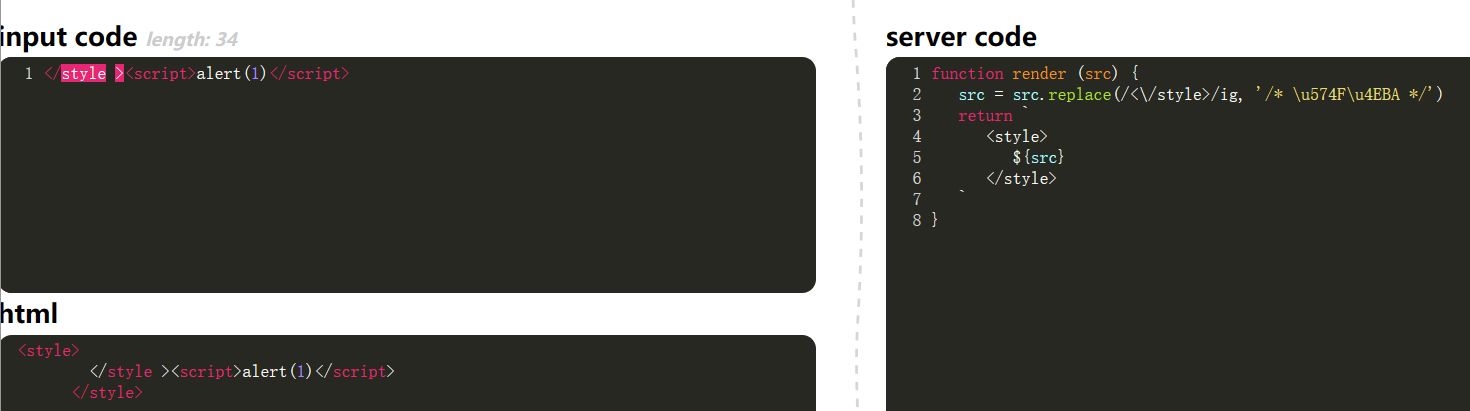 input code length: 34
1 </style ><script>alert(1)</script>
html
<style>
</style ><script>alert(1)</script>
</style>
server code
1 function render (src) {
2 src = src.replace(/<\/style>/ig, '/* \u574F\u4EBA */')
3 return `
4 <style>
5 ${src}
6 </style>
7 `
8 }